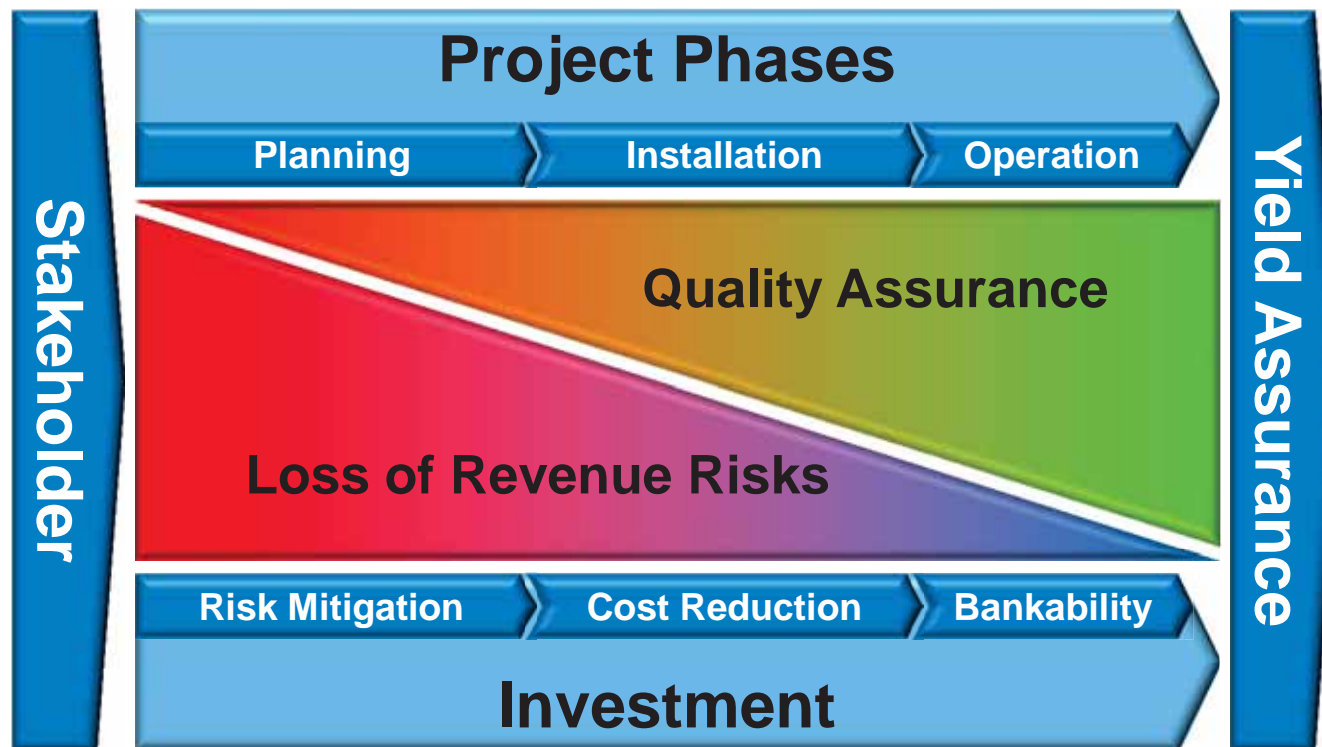 Stakeholder
Project Phases
Planning
Installation
Operation
Quality Assurance
Loss of Revenue Risks
Risk Mitigation
Cost Reduction
Bankability
Investment
Yield Assurance